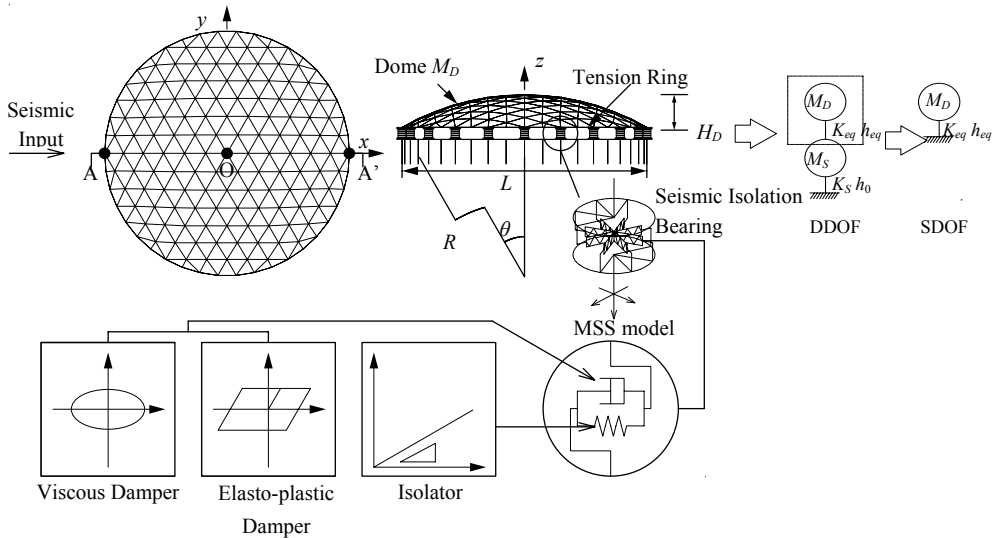 y
Seismic
Input
A
O
x
A'
Dome M_D
z
Tension Ring
H_D
L
R
θ
Seismic Isolation
Bearing
MSS model
M_D
K_eq h_eq
M_S
K_S h_0
DDOF
M_D
K_eq h_eq
SDOF
Viscous Damper
Elasto-plastic
Damper
Isolator